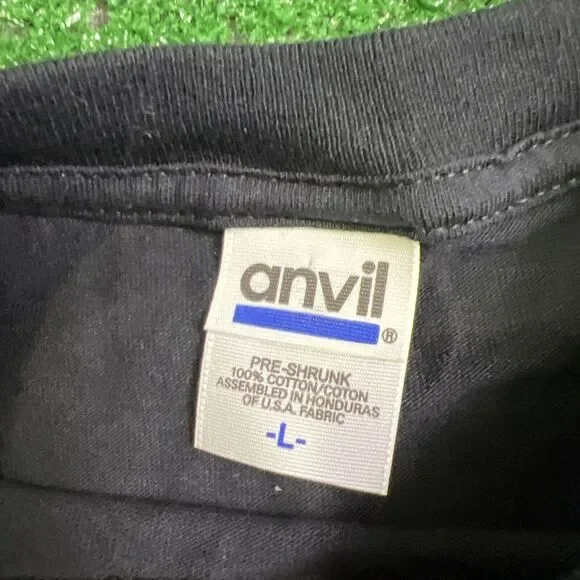 anvil
®
PRE-SHRUNK
100% COTTON/COTON
ASSEMBLED IN HONDURAS
OF U.S.A. FABRIC
-L-